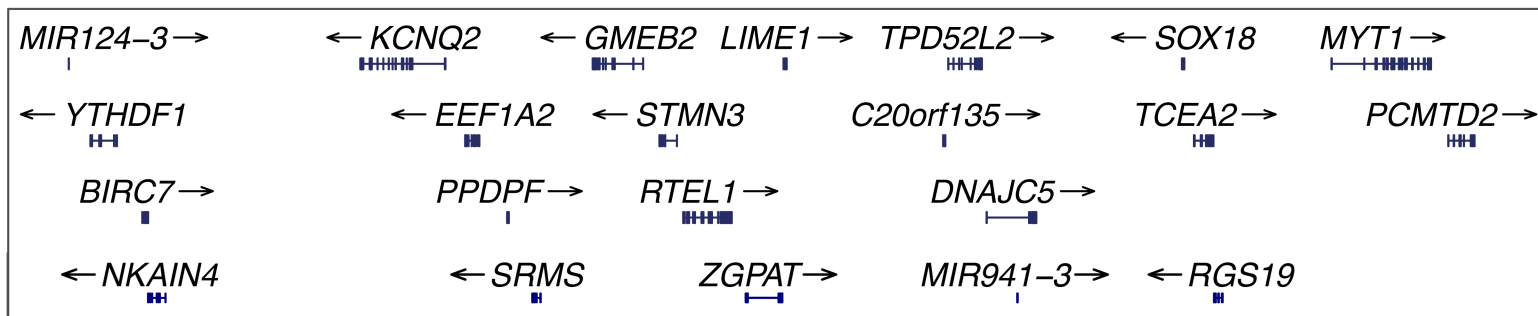 MIR124−3→ ←KCNQ2 ←GMEB2 LIME1→ TPD52L2→ ←SOX18 MYT1→
←YTHDF1 ←EEF1A2 ←STMN3 C20orf135→ TCEA2→ PCMTD2→
BIRC7→ PPDPF→ RTEL1→ DNAJC5→
←NKAIN4 ←SRMS ZGPAT→ MIR941−3→ ←RGS19